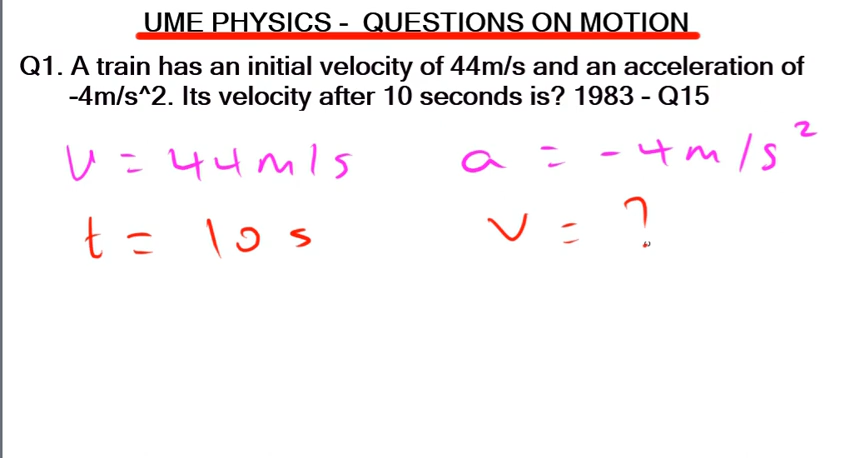 UME PHYSICS - QUESTIONS ON MOTION
Q1. A train has an initial velocity of 44m/s and an acceleration of
-4m/s^2. Its velocity after 10 seconds is? 1983 - Q15
u = 44m/s a = -4m/s²
t = 10s v = ?